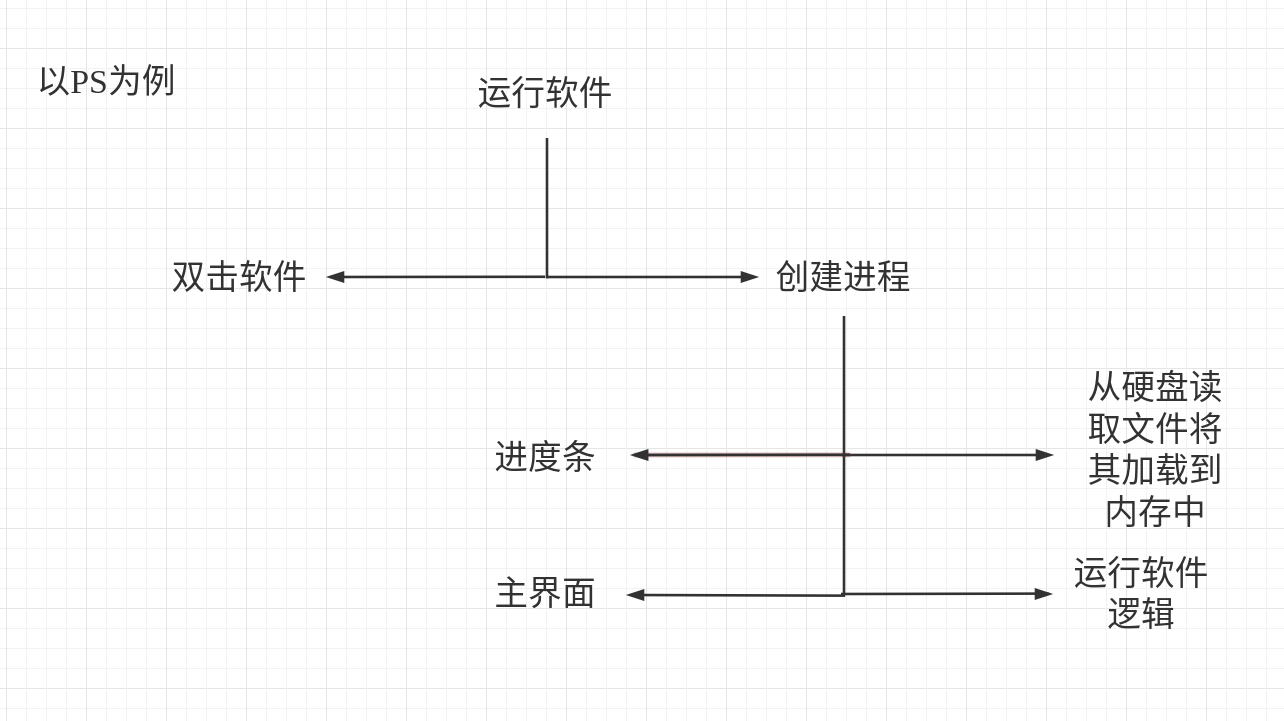 以PS为例
运行软件
双击软件
创建进程
进度条
从硬盘读
取文件将
其加载到
内存中
主界面
运行软件
逻辑